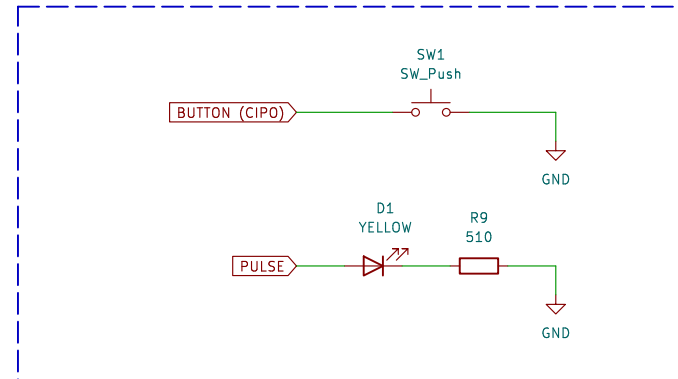 SW1
SW_Push
BUTTON (CIPO)
GND
D1
YELLOW
R9
510
PULSE
GND